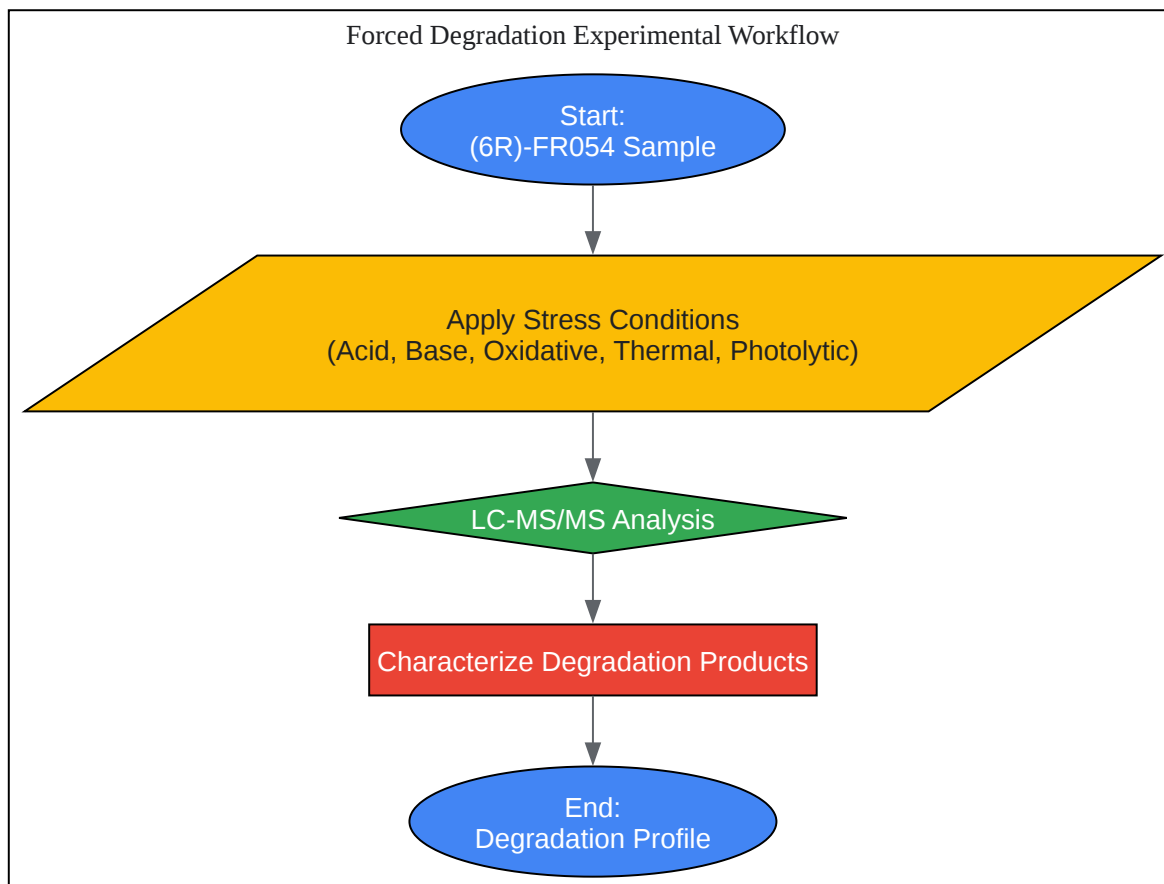 Forced Degradation Experimental Workflow
Start:
(6R)-FR054 Sample
Apply Stress Conditions
(Acid, Base, Oxidative, Thermal, Photolytic)
LC-MS/MS Analysis
Characterize Degradation Products
End:
Degradation Profile